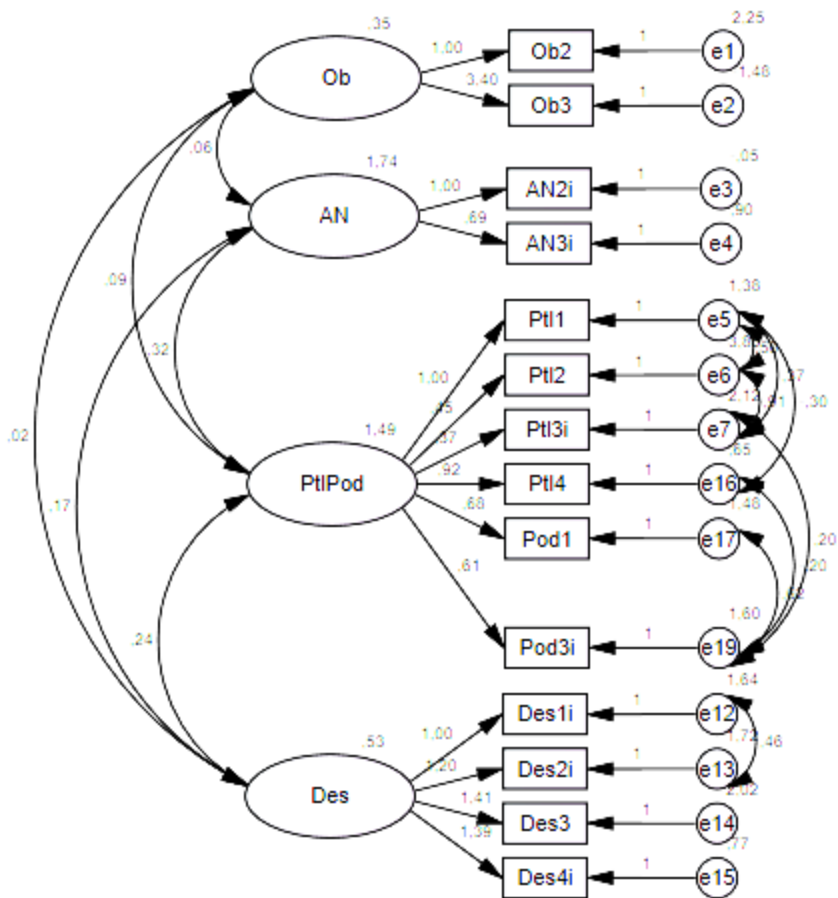 2.25
.35
1.00
1
Ob
Ob2
e1
1.48
3.40
1
Ob3
e2
.06
1.74
.05
1.00
1
AN2i
e3
AN
.90
.69
1
AN3i
e4
.09
1.38
1
Ptl1
e5
.32
1.00
1
Ptl2
e6
2.12
.91
.30
1.49
1
Ptl3i
e7
.02
.65
.92
1
PtlPod
Ptl4
e16
1.48
.17
.68
1
Pod1
e17
.20
.20
.61
1.60
.24
1
Pod3i
e19
1.64
.53
1.00
1
Des1i
e12
1.72
.46
1.20
1
Des2i
e13
2.02
Des
1.41
1
Des3
e14
1.39
.77
1
Des4i
e15